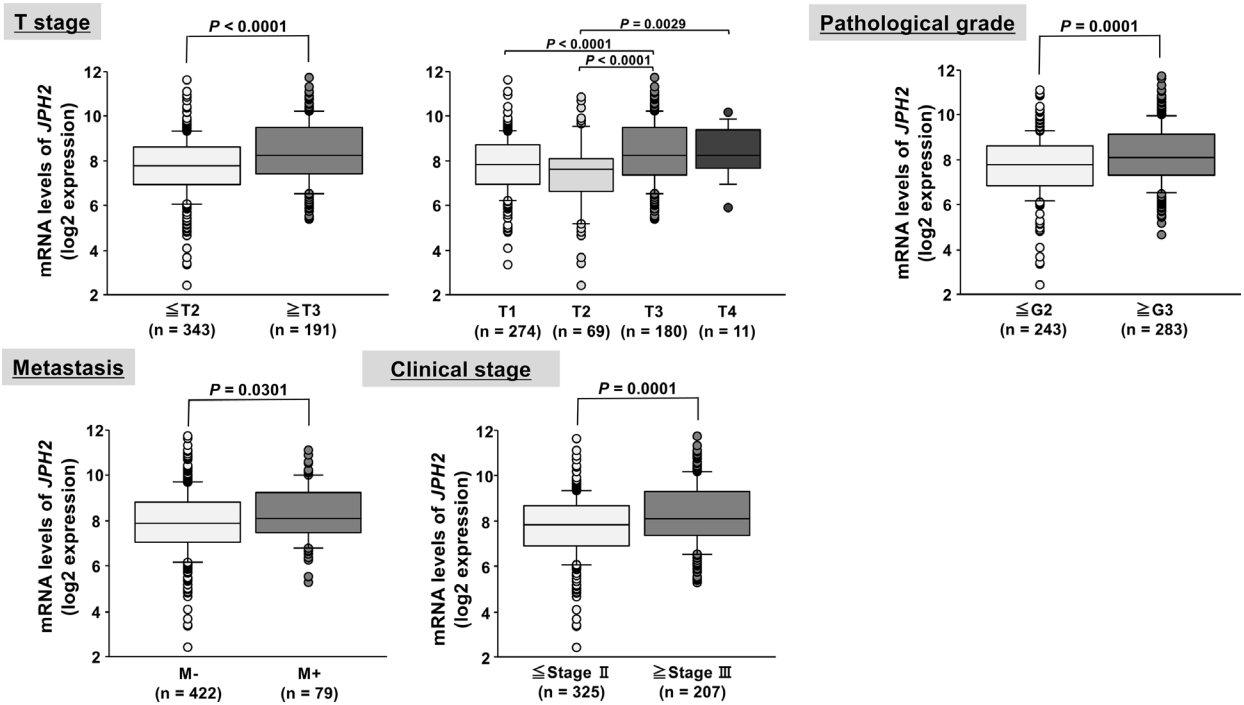 T stage
P < 0.0001
mRNA levels of JPH2
(log2 expression)
12
10
8
6
4
2
≦T2
(n = 343)
≧T3
(n = 191)
P = 0.0029
P < 0.0001
P < 0.0001
12
10
8
6
4
2
T1
(n = 274)
T2
(n = 69)
T3
(n = 180)
T4
(n = 11)
Pathological grade
P = 0.0001
mRNA levels of JPH2
(log2 expression)
12
10
8
6
4
2
≦G2
(n = 243)
≧G3
(n = 283)
Metastasis
P = 0.0301
mRNA levels of JPH2
(log2 expression)
12
10
8
6
4
2
M-
(n = 422)
M+
(n = 79)
Clinical stage
P = 0.0001
mRNA levels of JPH2
(log2 expression)
12
10
8
6
4
2
≦Stage Ⅱ
(n = 325)
≧Stage Ⅲ
(n = 207)